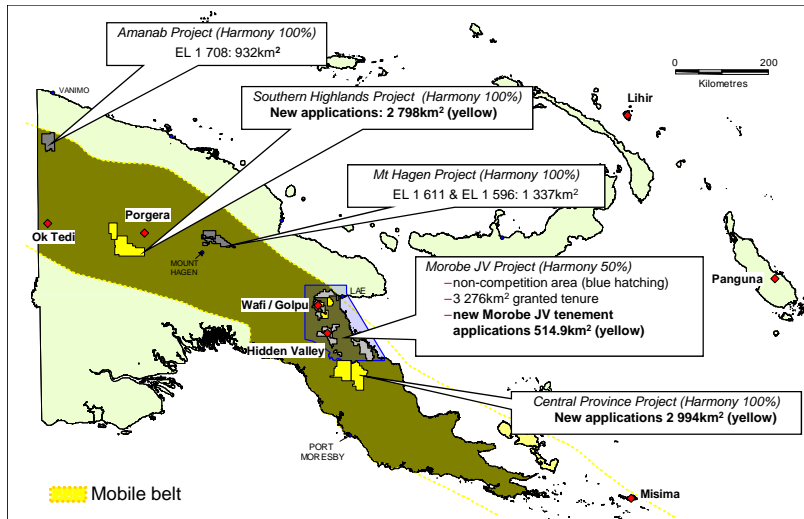 Amanab Project (Harmony 100%)
EL 1 708: 932km²
VANIMO
Southern Highlands Project (Harmony 100%)
New applications: 2 798km² (yellow)
0 200
Kilometres
Lihir
Mt Hagen Project (Harmony 100%)
EL 1 611 & EL 1 596: 1 337km²
Porgera
Ok Tedi
MOUNT
HAGEN
Morobe JV Project (Harmony 50%)
–non-competition area (blue hatching)
–3 276km² granted tenure
–new Morobe JV tenement
applications 514.9km² (yellow)
Panguna
LAE
Wafi / Golpu
Hidden Valley
Central Province Project (Harmony 100%)
New applications 2 994km² (yellow)
PORT
MORESBY
Misima
Mobile belt